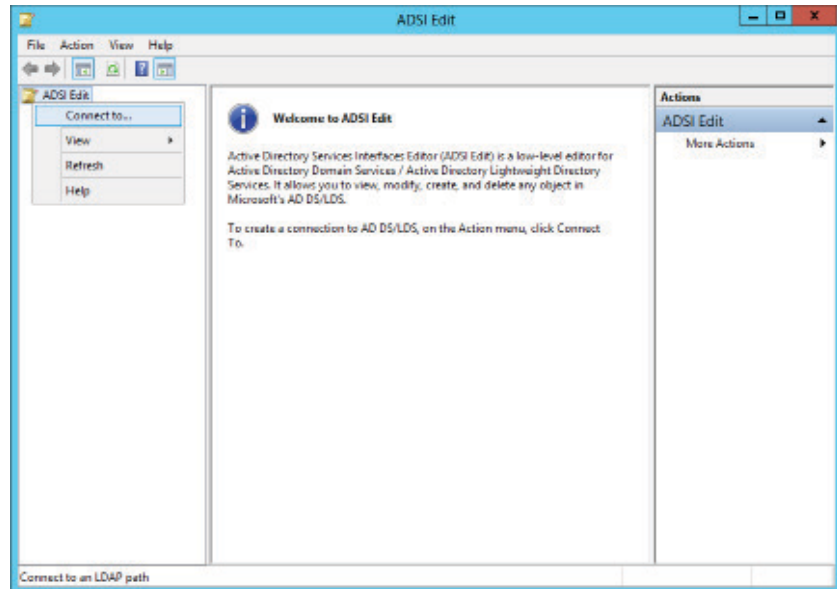 ADSI Edit
File Action View Help
ADSI Edit
Connect to...
View
Refresh
Help
Welcome to ADSI Edit
Active Directory Services Interfaces Editor (ADSI Edit) is a low-level editor for
Active Directory Domain Services / Active Directory Lightweight Directory
Services. It allows you to view, modify, create, and delete any object in
Microsoft's AD DS/LDS.
To create a connection to AD DS/LDS, on the Action menu, click Connect
To.
Actions
ADSI Edit
More Actions
Connect to an LDAP path